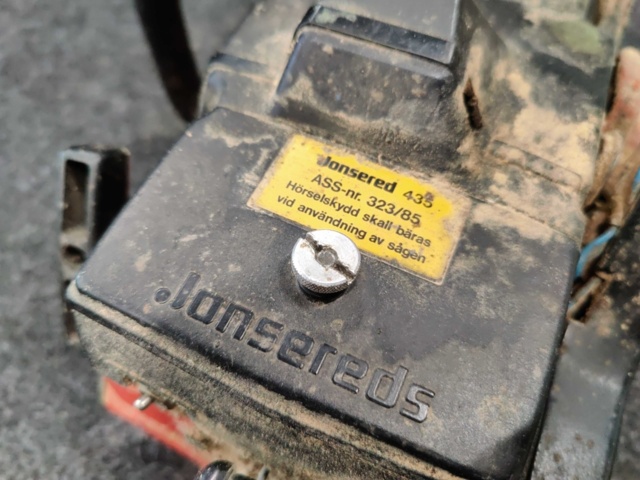 Jonsered 435
ASS-nr. 323/85
Hörselskydd skall bäras
vid användning av sågen
Jonsereds